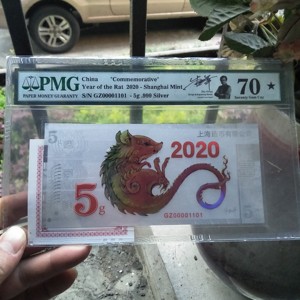 PMG
PAPER MONEY GUARANTY
China "Commemorative"
Year of the Rat 2020 - Shanghai Mint
S/N GZ00001101 - 5g .999 Silver
70 ★
2020
5g
GZ00001101